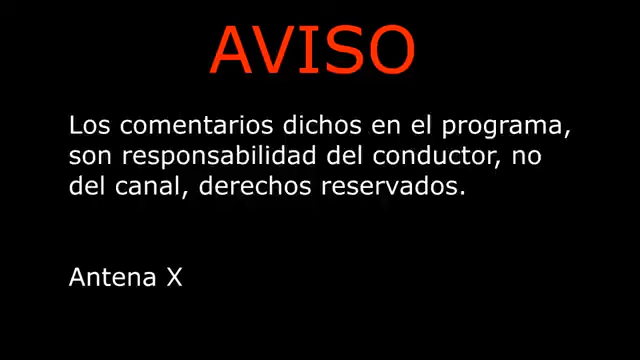 AVISO
Los comentarios dichos en el programa,
son responsabilidad del conductor, no
del canal, derechos reservados.
Antena X